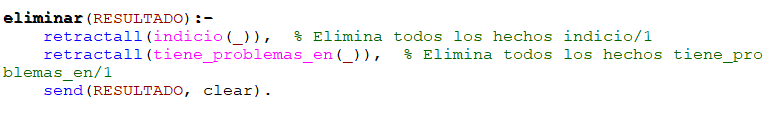 eliminar(RESULTADO):-
    retractall(indicio(_)),  % Elimina todos los hechos indicio/1
    retractall(tiene_problemas_en(_)),  % Elimina todos los hechos tiene_pro
blemas_en/1
    send(RESULTADO, clear).